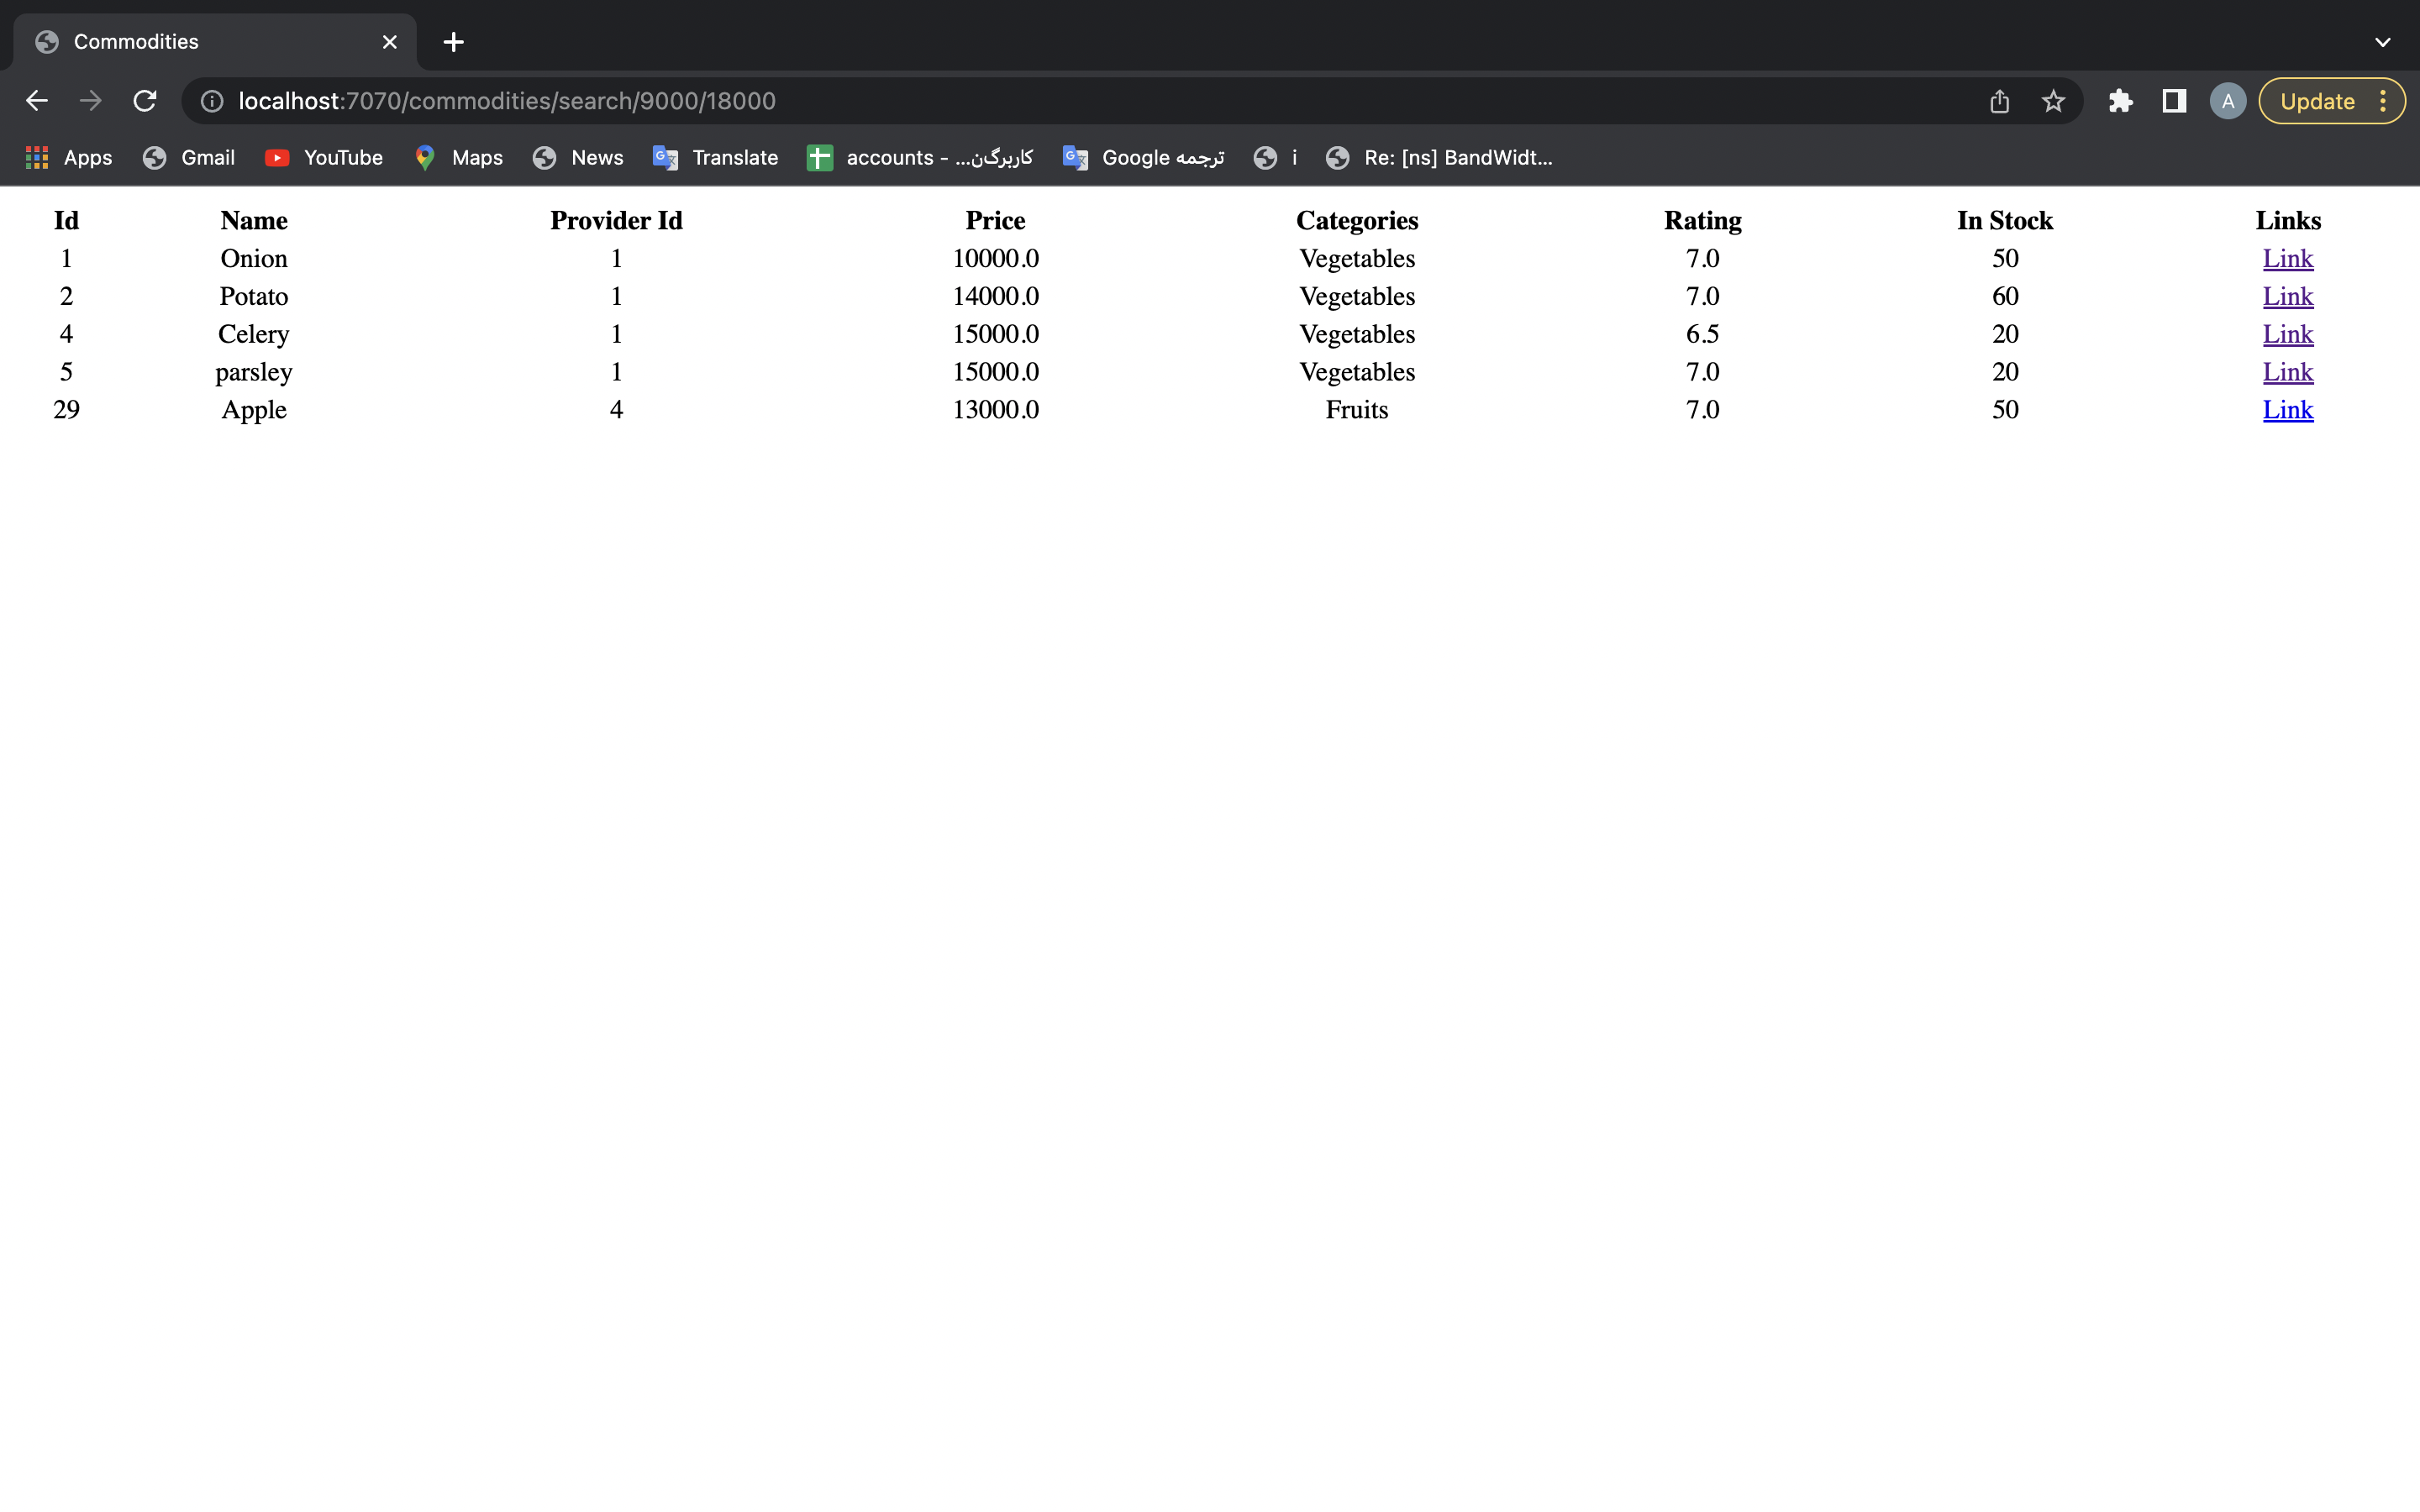 Commodities
localhost:7070/commodities/search/9000/18000 A Update
Apps Gmail YouTube Maps News Translate accounts - کاربرگ‌ن... Google ترجمه i Re: [ns] BandWidt...
Id Name Provider Id Price Categories Rating In Stock Links
1 Onion 1 10000.0 Vegetables 7.0 50 Link
2 Potato 1 14000.0 Vegetables 7.0 60 Link
4 Celery 1 15000.0 Vegetables 6.5 20 Link
5 parsley 1 15000.0 Vegetables 7.0 20 Link
29 Apple 4 13000.0 Fruits 7.0 50 Link